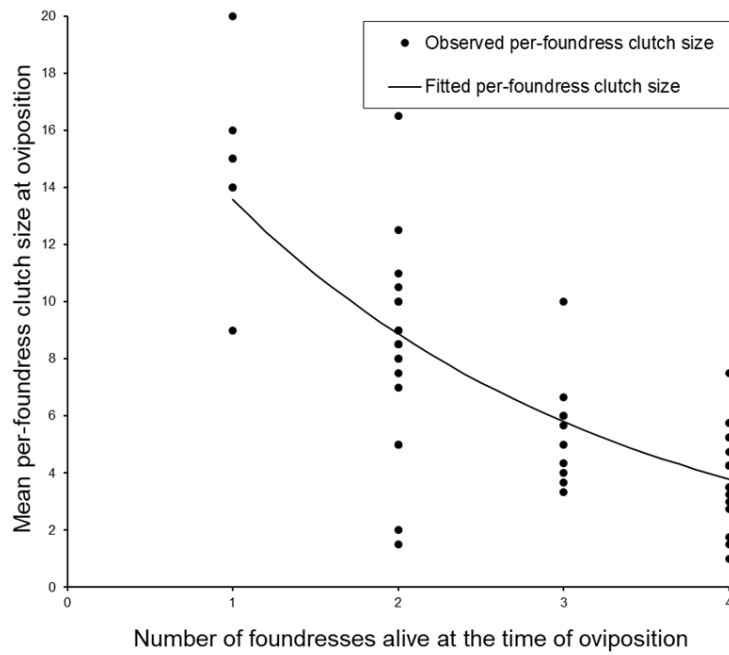 20
Observed per-foundress clutch size
Fitted per-foundress clutch size
18
16
14
12
10
8
6
4
2
0
Mean per-foundress clutch size at oviposition
0 1 2 3 4
Number of foundresses alive at the time of oviposition